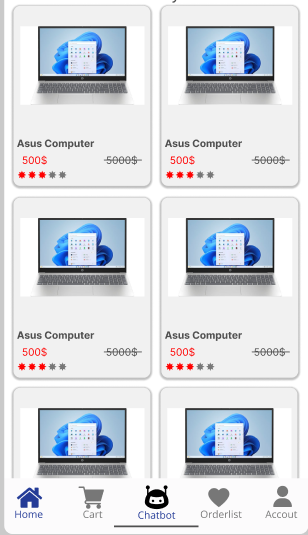 Asus Computer Asus Computer
500$ 5000$ 500$ 5000$
Asus Computer Asus Computer
500$ 5000$ 500$ 5000$
Home Cart Chatbot Orderlist Accout